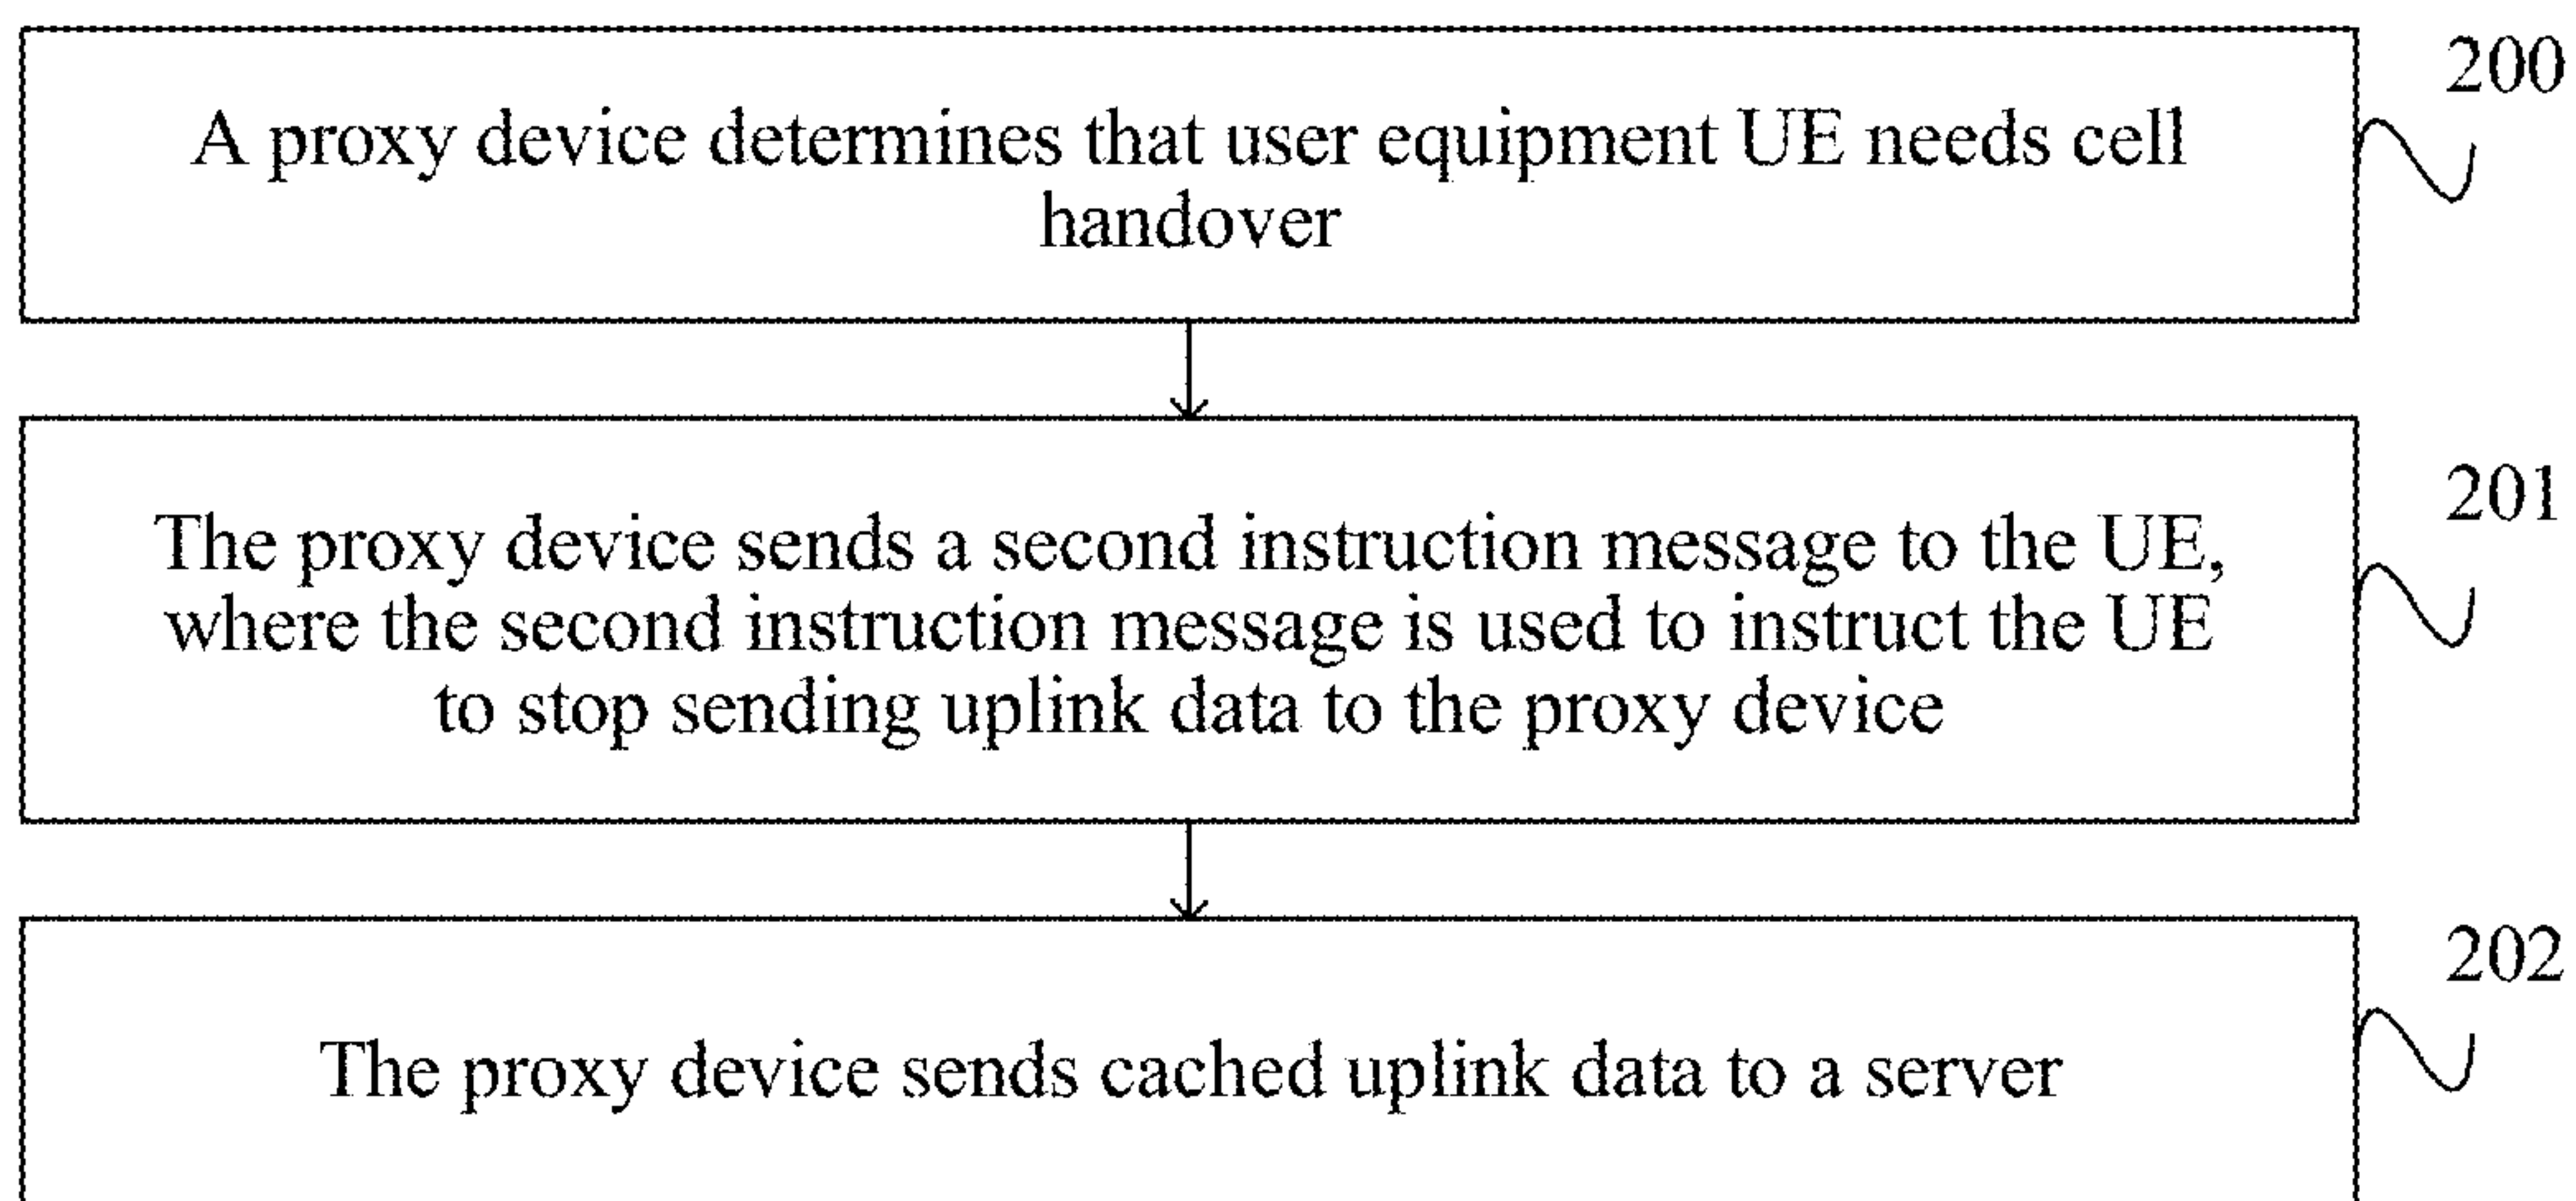 200
A proxy device determines that user equipment UE needs cell
handover
201
The proxy device sends a second instruction message to the UE,
where the second instruction message is used to instruct the UE
to stop sending uplink data to the proxy device
202
The proxy device sends cached uplink data to a server